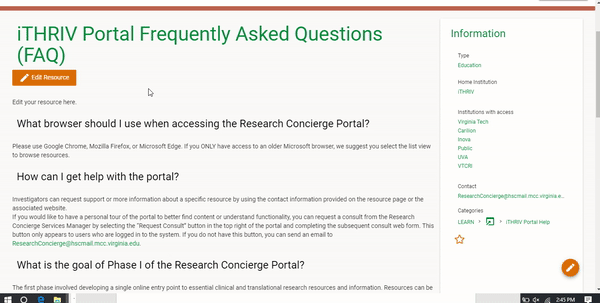 iTHRIV Portal Frequently Asked Questions
(FAQ)
Edit Resource
Edit your resource here.
What browser should I use when accessing the Research Concierge Portal?
Please use Google Chrome, Mozilla Firefox, or Microsoft Edge. If you ONLY have access to an older Microsoft browser, we suggest you select the list view
to browse resources.
How can I get help with the portal?
Investigators can request support or more information about a specific resource by using the contact information provided on the resource page or the
associated website.
If you would like to have a personal tour of the portal to better find content or understand functionality, you can request a consult from the Research
Concierge Services Manager by selecting the "Request Consult" button in the top right of the portal and completing the subsequent consult web form. This
button only appears to users who are logged in to the system. If you do not have this button, you can send an email to
ResearchConcierge@hscmail.mcc.virginia.edu.
What is the goal of Phase I of the Research Concierge Portal?
The first phase involved developing a single online entry point to essential clinical and translational research resources and information. Resources can be
Information
Type
Education
Home Institution
iTHRIV
Institutions with access
Virginia Tech
Carilion
Inova
Public
UVA
VTCRI
Contact
ResearchConcierge@hscmail.mcc.virginia.e...
Categories
LEARN > > iTHRIV Portal Help
2:45 PM